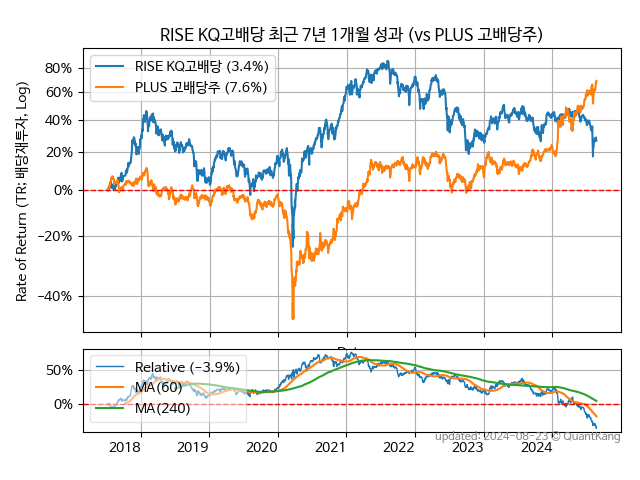 RISE KQ고배당 최근 7년 1개월 성과 (vs PLUS 고배당주)
Rate of Return (TR: 배당재투자, Log)
80%
60%
40%
20%
0%
−20%
−40%
RISE KQ고배당 (3.4%)
PLUS 고배당주 (7.6%)
50%
0%
Relative (−3.9%)
MA(60)
MA(240)
2018 2019 2020 2021 2022 2023 2024
updated: 2024-08-23 © QuantKang